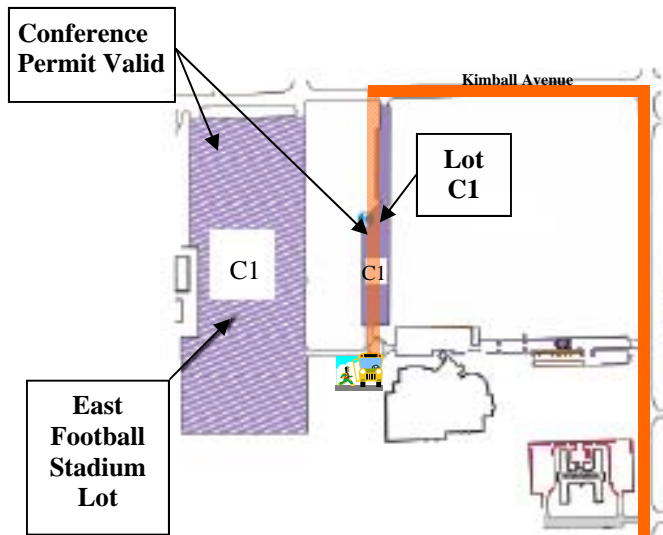 Conference
Permit Valid
Kimball Avenue
Lot
C1
C1
C1
East
Football
Stadium
Lot